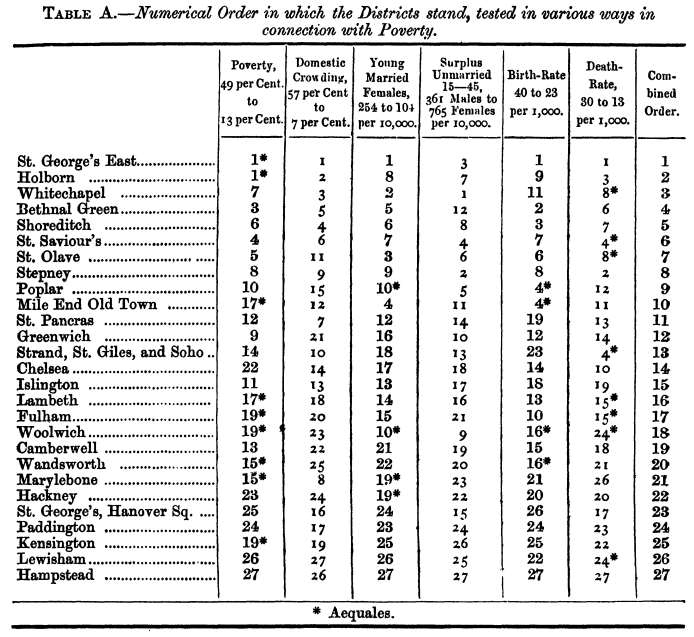 TABLE A.—Numerical Order in which the Districts stand, tested in various ways in
connection with Poverty.
Poverty, 49 per Cent. to 13 per Cent. | Domestic Crowding, 57 per Cent to 7 per Cent. | Young Married Females, 254 to 104 per 10,000. | Surplus Unmarried 15—45, 361 Males to 765 Females per 10,000. | Birth-Rate 40 to 23 per 1,000. | Death-Rate, 30 to 13 per 1,000. | Com-bined Order.
St. George's East 1* 1 1 3 1 1 1
Holborn 1* 2 8 7 9 3 2
Whitechapel 7 3 2 1 11 8* 3
Bethnal Green 3 5 5 12 2 6 4
Shoreditch 6 4 6 8 3 7 5
St. Saviour's 4 6 7 4 7 4* 6
St. Olave 5 11 3 6 6 8* 7
Stepney 8 9 9 2 8 2 8
Poplar 10 15 10* 5 4* 12 9
Mile End Old Town 17* 12 4 11 4* 11 10
St. Pancras 12 7 12 14 19 13 11
Greenwich 9 21 16 10 12 14 12
Strand, St. Giles, and Soho .. 14 10 18 13 23 4* 13
Chelsea 22 14 17 18 14 10 14
Islington 11 13 13 17 18 19 15
Lambeth 17* 18 14 16 13 15* 16
Fulham 19* 20 15 21 10 15* 17
Woolwich 19* 23 10* 9 16* 24* 18
Camberwell 13 22 21 19 15 18 19
Wandsworth 15* 25 22 20 16* 21 20
Marylebone 15* 8 19* 23 21 26 21
Hackney 23 24 19* 22 20 20 22
St. George's, Hanover Sq. .... 25 16 24 15 26 17 23
Paddington 24 17 23 24 24 23 24
Kensington 19* 19 25 26 25 22 25
Lewisham 26 27 26 25 22 24* 26
Hampstead 27 26 27 27 27 27 27
* Aequales.